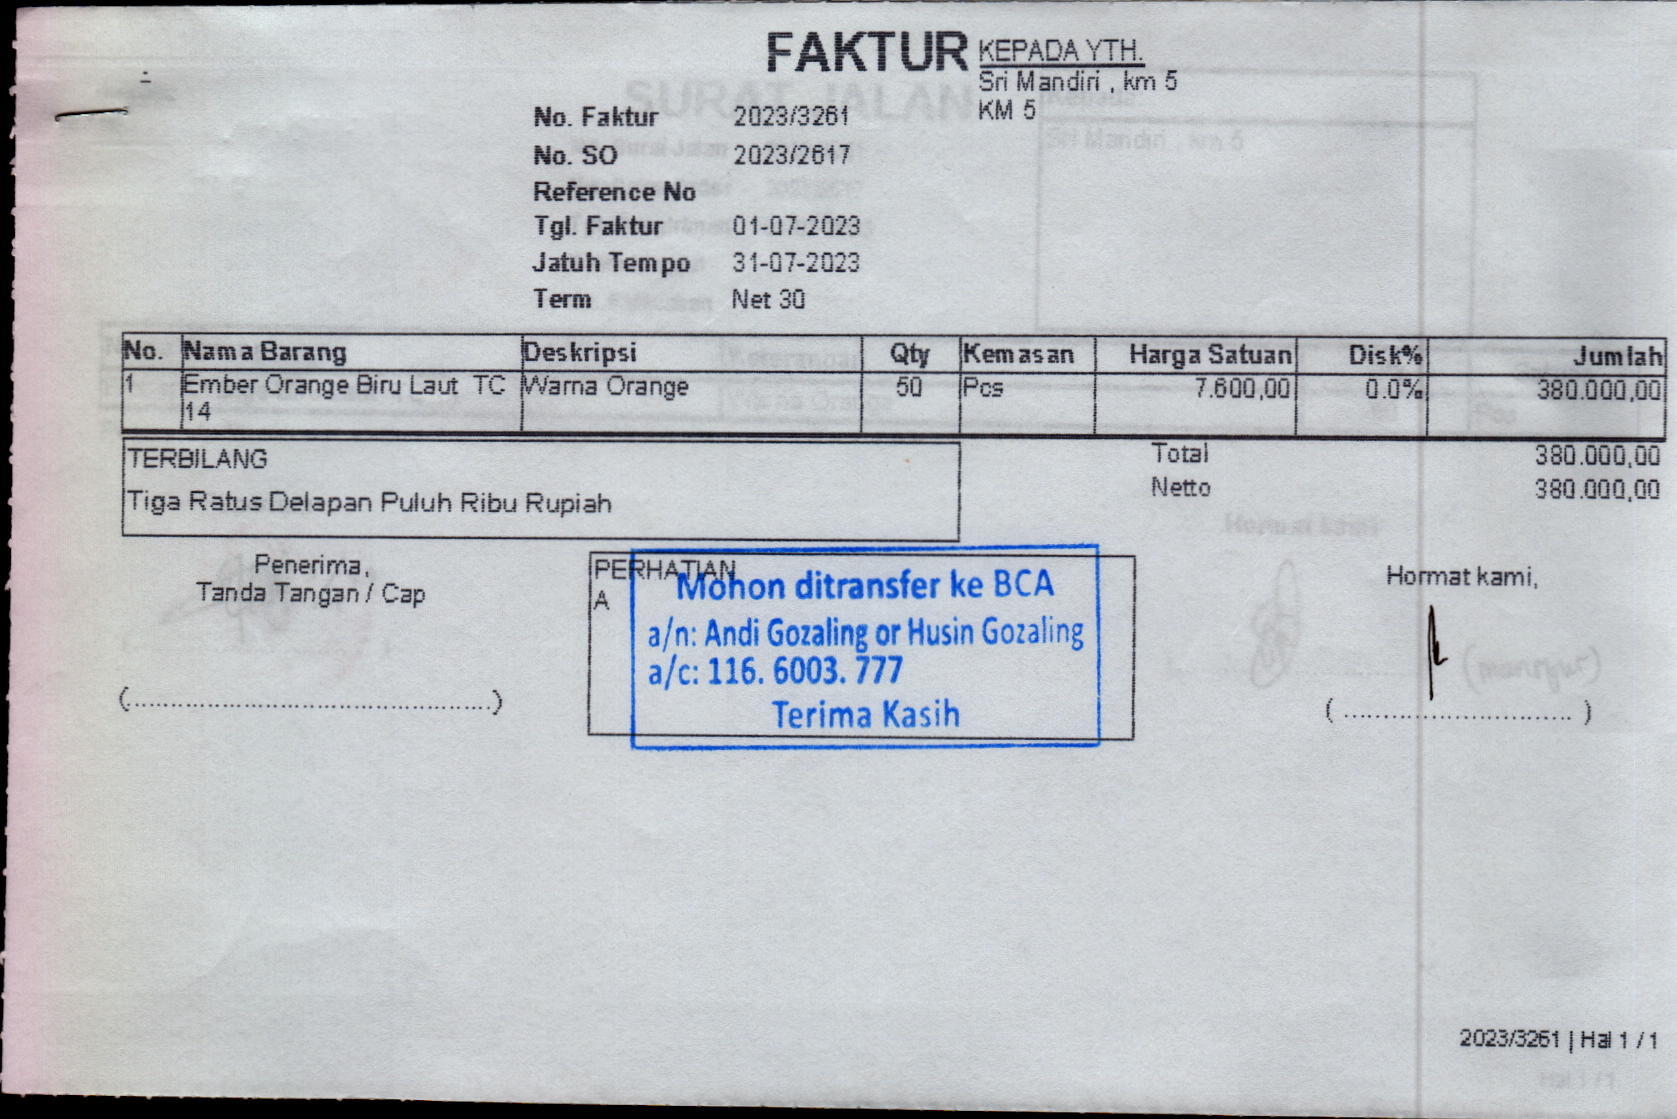 FAKTUR
KEPADA YTH.
Sri Mandiri , km 5
KM 5
No. Faktur 2023/3261
No. SO 2023/2617
Reference No
Tgl. Faktur 01-07-2023
Jatuh Tempo 31-07-2023
Term Net 30
No. Nama Barang Deskripsi Qty Kemasan Harga Satuan Disk% Jumlah
1 Ember Orange Biru Laut TC Warna Orange 50 Pcs 7.600,00 0.0% 380.000,00
14
TERBILANG
Tiga Ratus Delapan Puluh Ribu Rupiah
Total 380.000,00
Netto 380.000,00
Penerima,
Tanda Tangan / Cap
(................................................)
PERHATIAN
A
Mohon ditransfer ke BCA
a/n: Andi Gozaling or Husin Gozaling
a/c: 116. 6003. 777
Terima Kasih
Hormat kami,
( ............................. )
2023/3261 | Hal 1 / 1